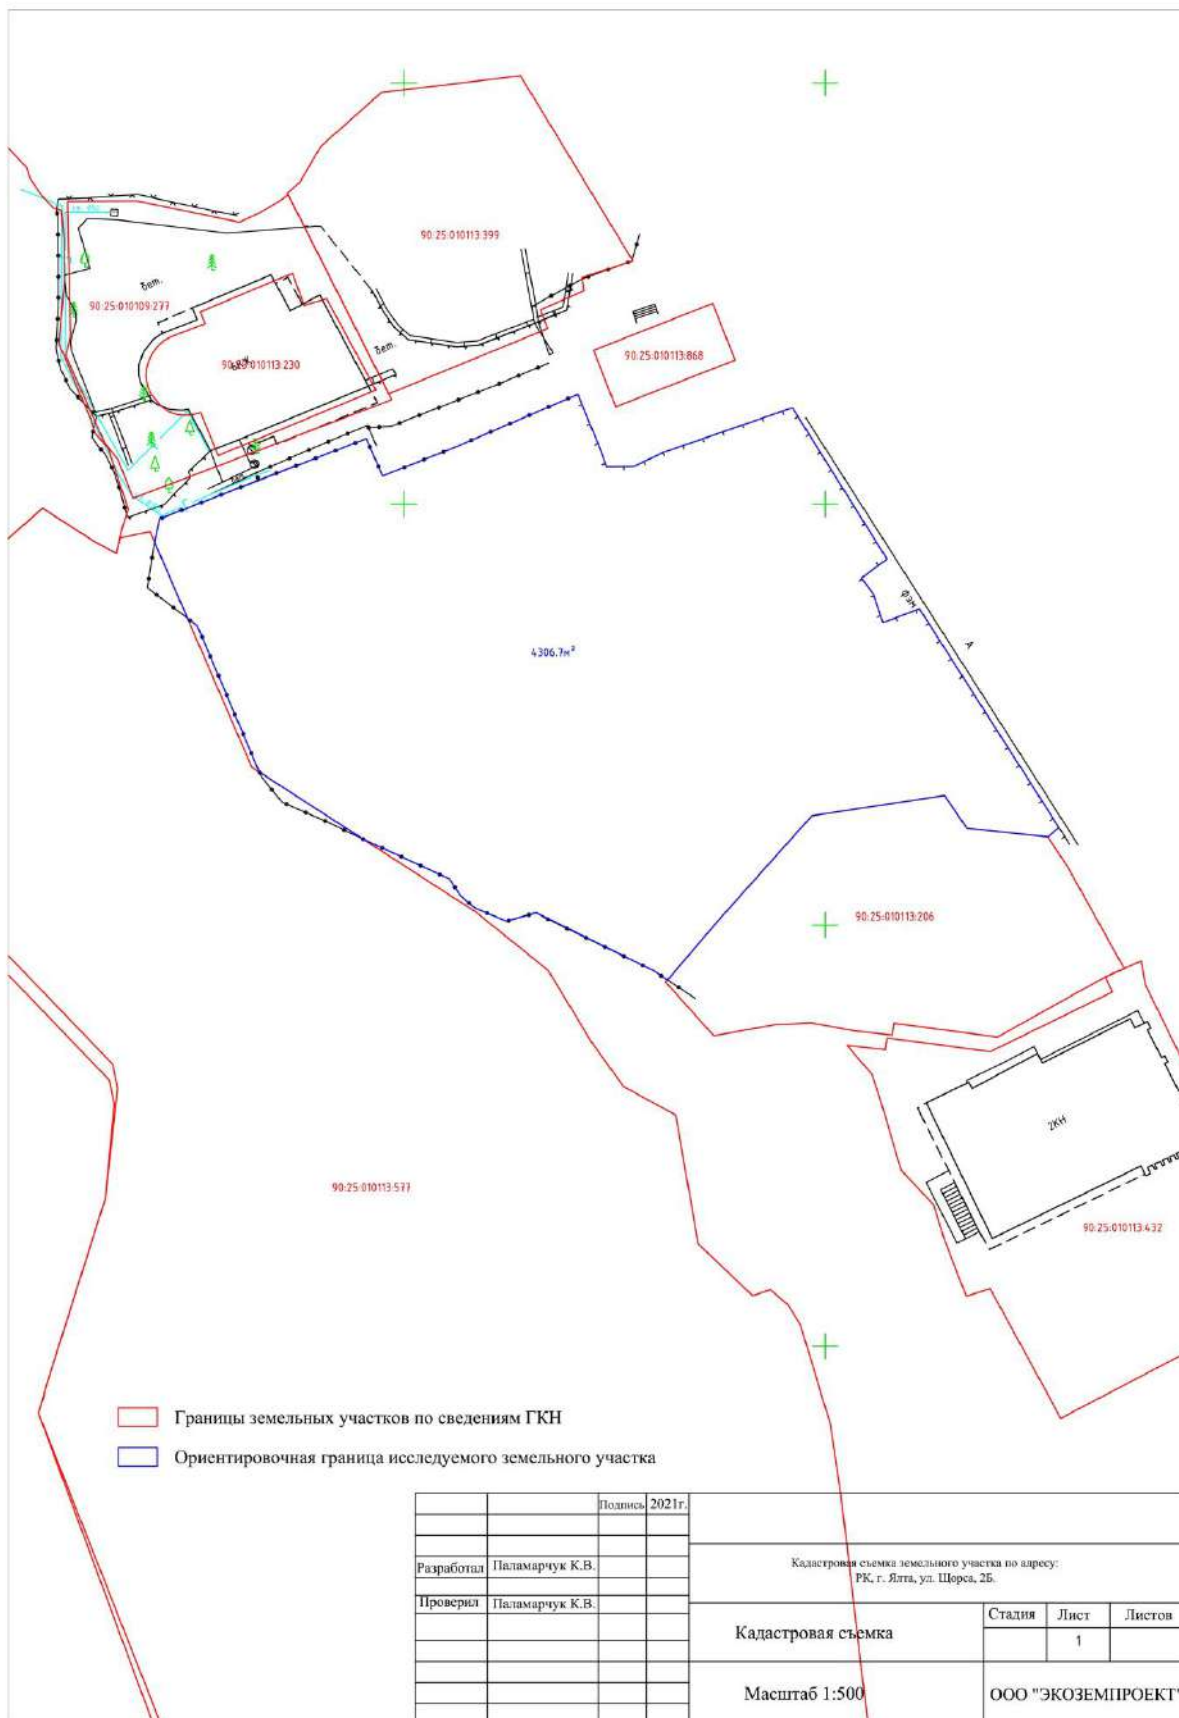 90:25:010113:399
бет.
90:25:010109:277
бет.
90:25:010113:868
90:25:010113:230
4306.7м²
А
90:25:010113:206
2КН
90:25:010113:577
90:25:010113:432
Границы земельных участков по сведениям ГКН
Ориентировочная граница исследуемого земельного участка
Подпись 2021г.
Разработал Паламарчук К.В.
Кадастровая съемка земельного участка по адресу:
РК, г. Ялта, ул. Щорса, 2Б.
Проверил Паламарчук К.В.
Стадия Лист Листов
Кадастровая съемка
1
Масштаб 1:500
ООО "ЭКОЗЕМПРОЕКТ"